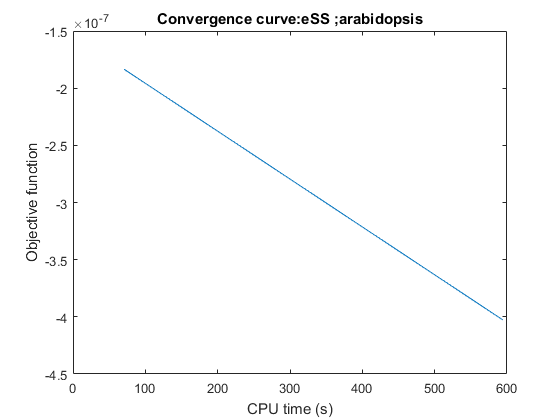 Convergence curve:eSS ;arabidopsis
×10^-7
-1.5
-2
-2.5
-3
-3.5
-4
-4.5
Objective function
0 100 200 300 400 500 600
CPU time (s)